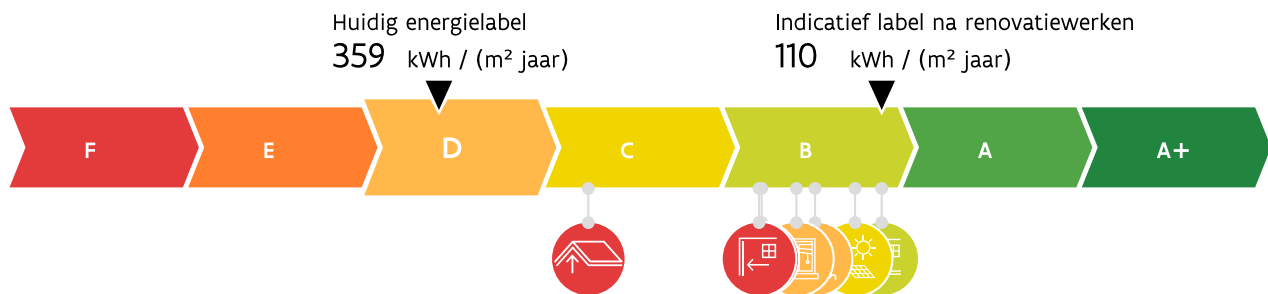 Huidig energielabel
359 kWh / (m² jaar)
Indicatief label na renovatiewerken
110 kWh / (m² jaar)
F E D C B A A+